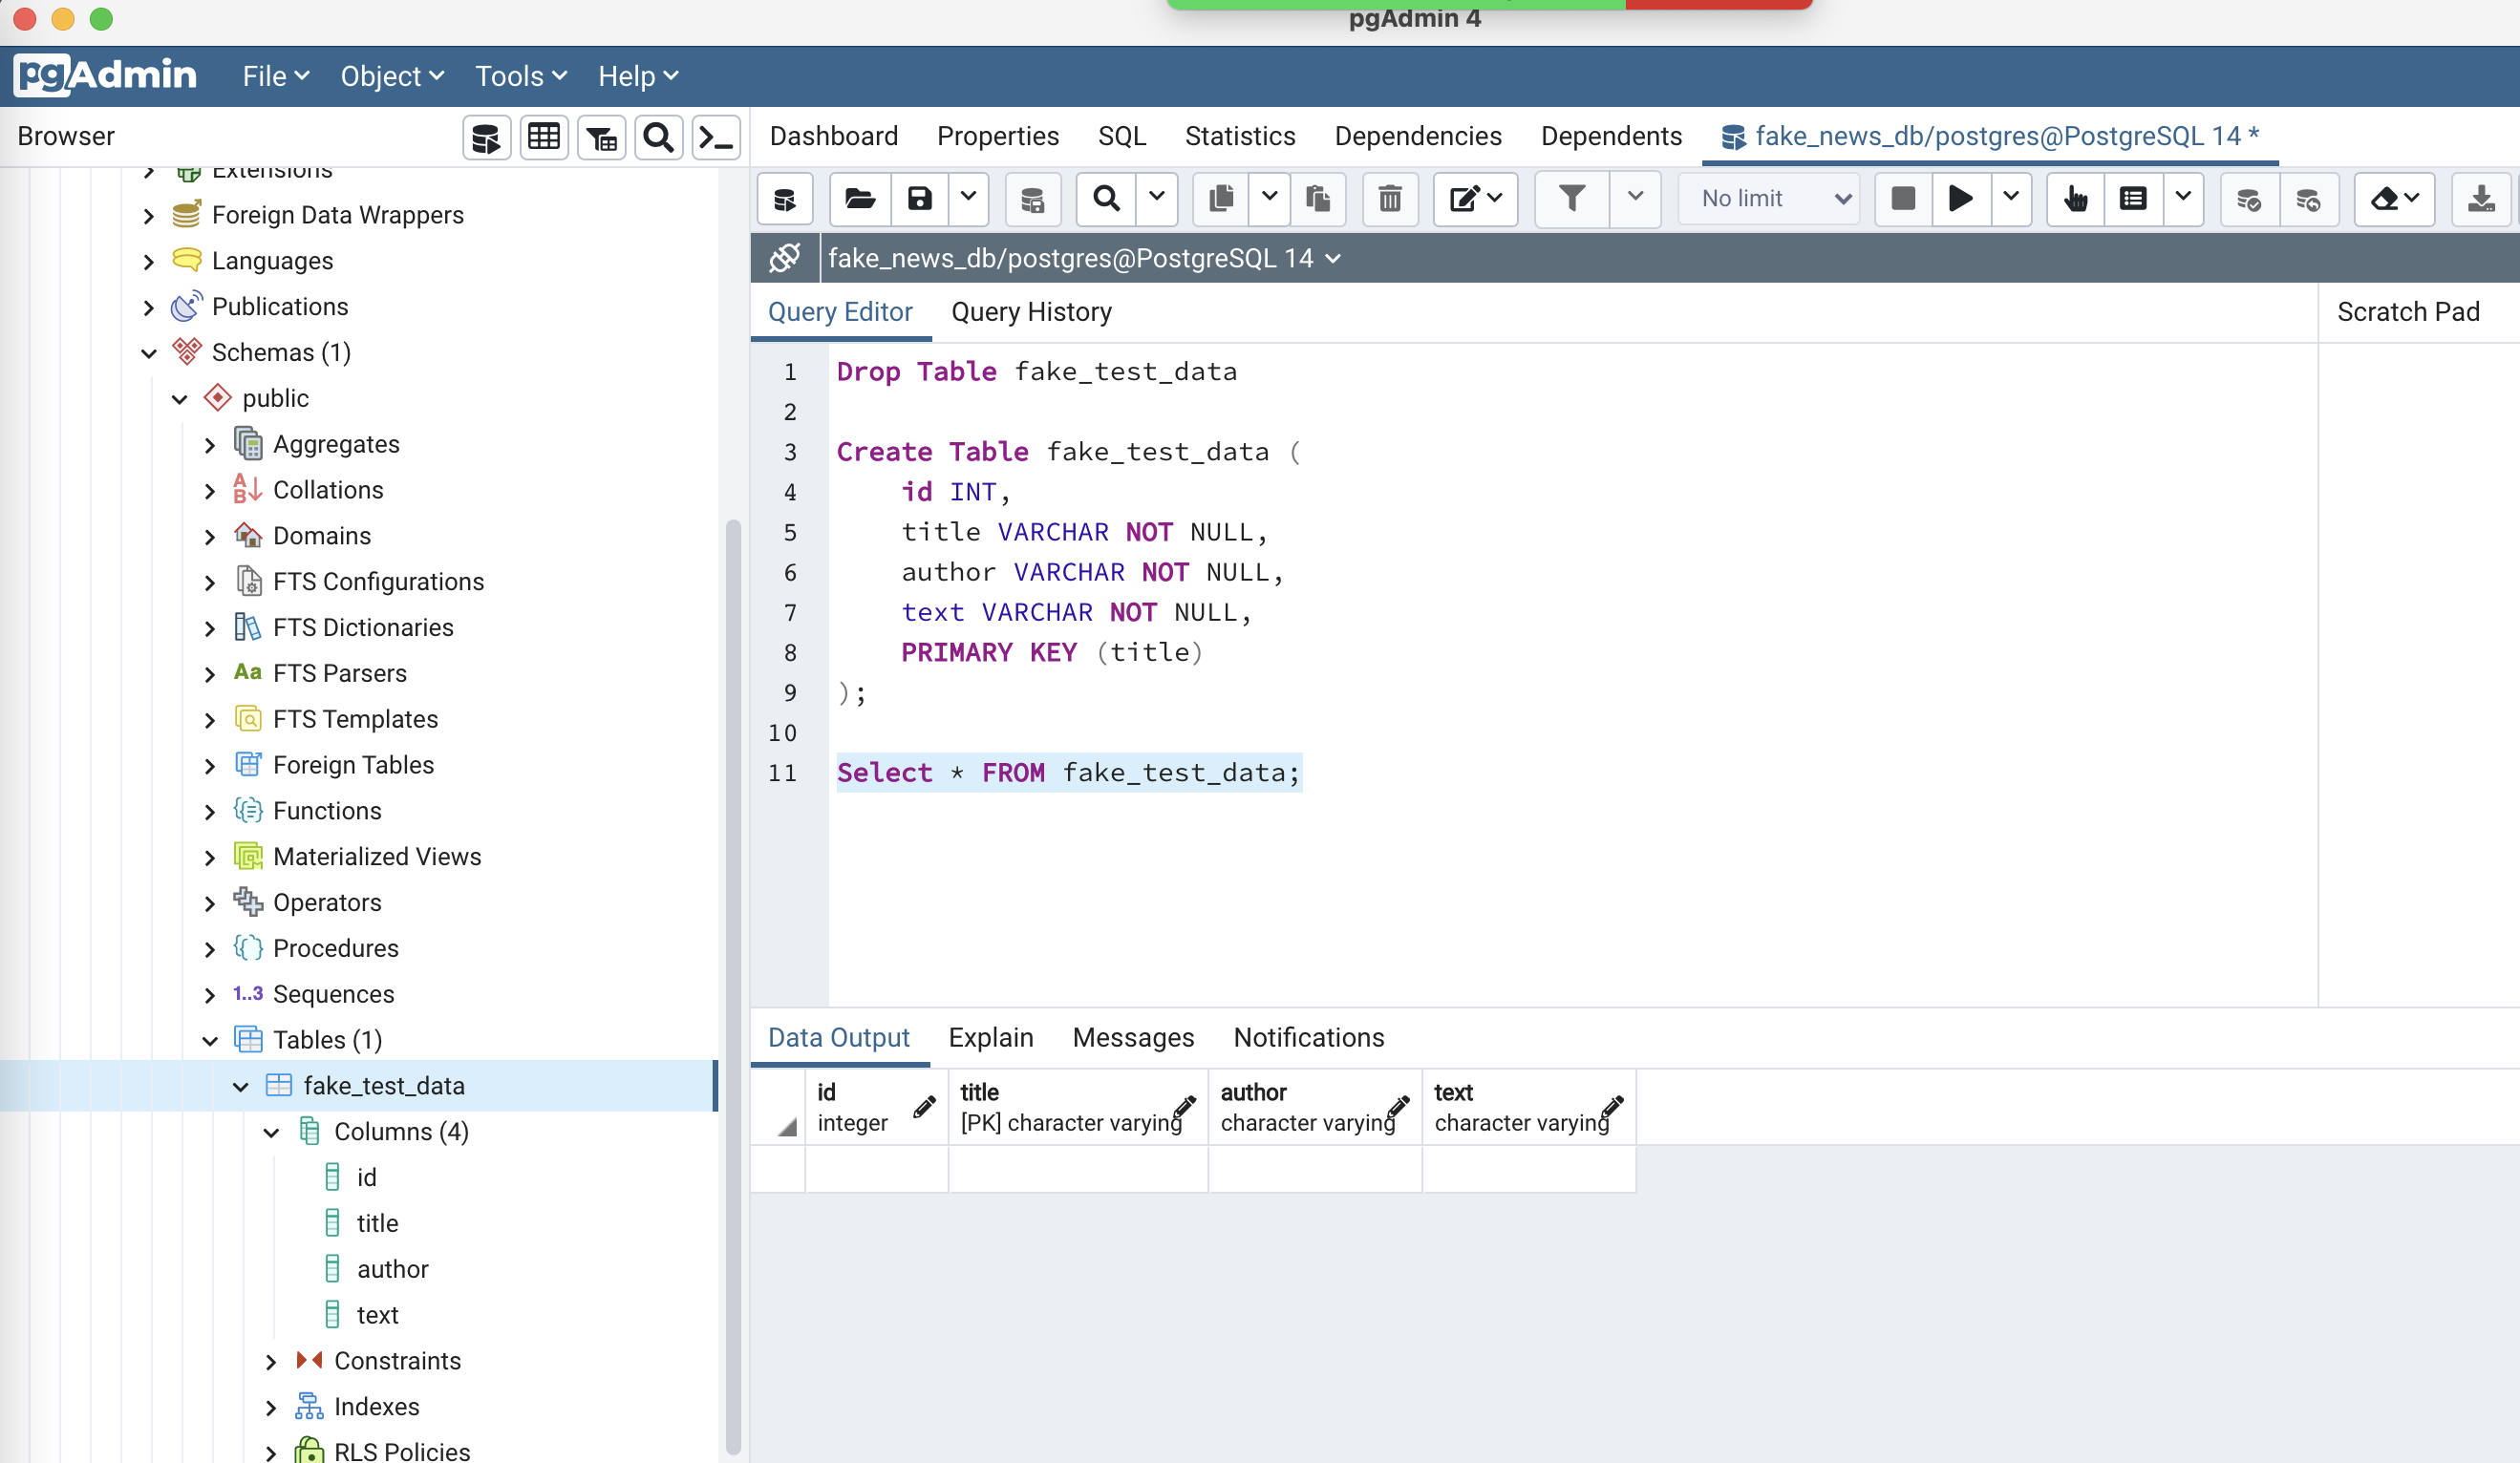 pgAdmin 4
pgAdmin File Object Tools Help
Browser
Dashboard Properties SQL Statistics Dependencies Dependents fake_news_db/postgres@PostgreSQL 14 *
Extensions
Foreign Data Wrappers
Languages
Publications
Schemas (1)
public
Aggregates
Collations
Domains
FTS Configurations
FTS Dictionaries
Aa FTS Parsers
FTS Templates
Foreign Tables
Functions
Materialized Views
Operators
Procedures
1..3 Sequences
Tables (1)
fake_test_data
Columns (4)
id
title
author
text
Constraints
Indexes
RLS Policies
No limit
fake_news_db/postgres@PostgreSQL 14
Query Editor Query History
Scratch Pad
1 Drop Table fake_test_data
2
3 Create Table fake_test_data (
4 id INT,
5 title VARCHAR NOT NULL,
6 author VARCHAR NOT NULL,
7 text VARCHAR NOT NULL,
8 PRIMARY KEY (title)
9 );
10
11 Select * FROM fake_test_data;
Data Output Explain Messages Notifications
id title author text
integer [PK] character varying character varying character varying